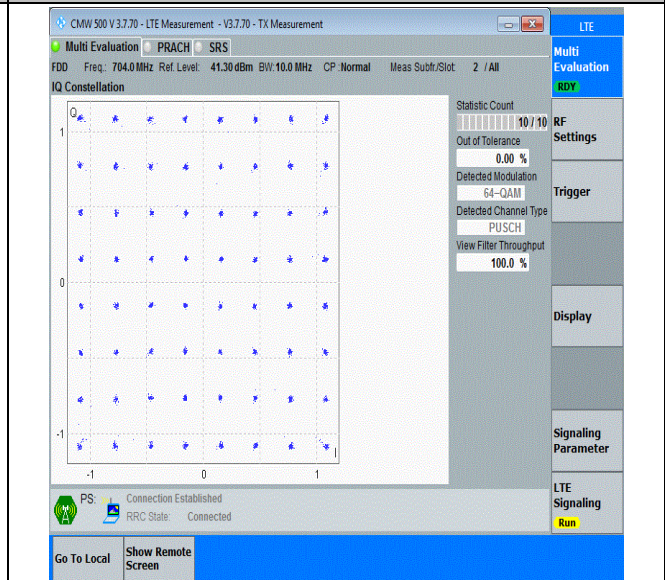 CMW 500 V 3.7.70 - LTE Measurement - V3.7.70 - TX Measurement
LTE
Multi Evaluation PRACH SRS
FDD Freq.: 704.0 MHz Ref. Level: 41.30 dBm BW: 10.0 MHz CP :Normal Meas Subfr./Slot: 2 / All
IQ Constellation
Q
1
0
-1
I
-1 0 1
Statistic Count
10 / 10
Out of Tolerance
0.00 %
Detected Modulation
64-QAM
Detected Channel Type
PUSCH
View Filter Throughput
100.0 %
PS: Connection Established
RRC State: Connected
Multi
Evaluation
RDY
RF
Settings
Trigger
Display
Signaling
Parameter
LTE
Signaling
Run
Go To Local
Show Remote
Screen